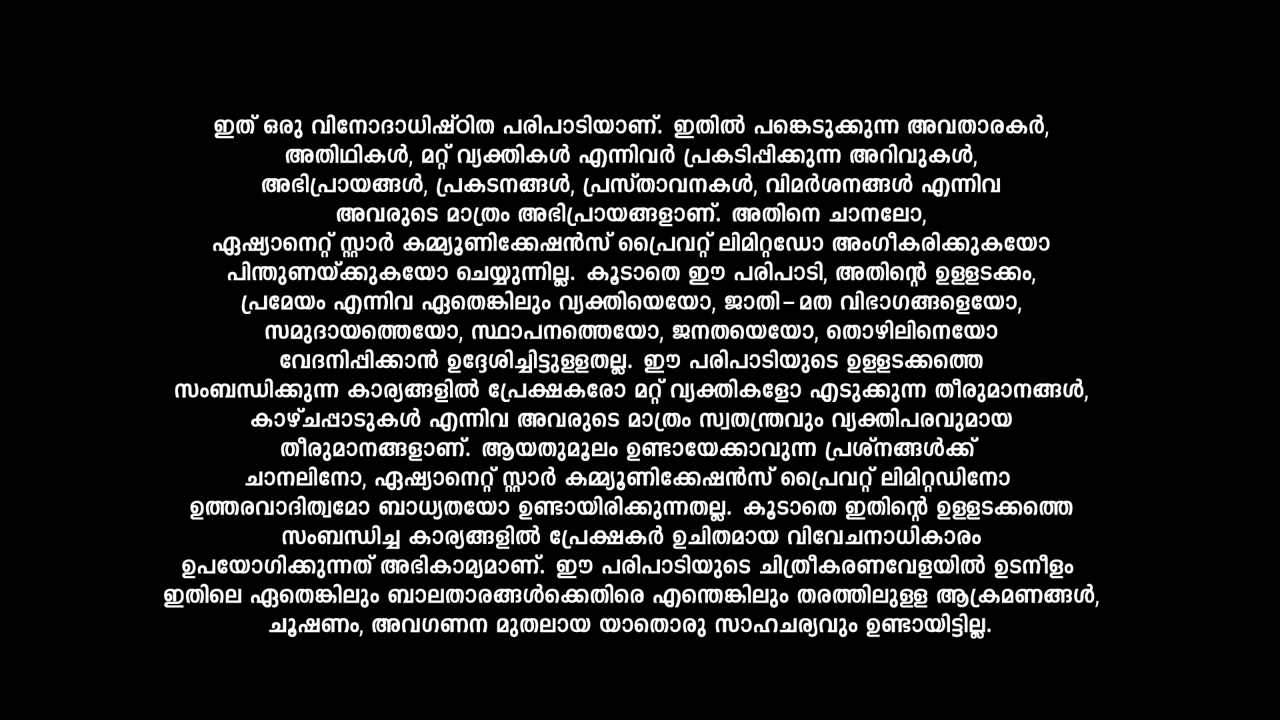 ഇത് ഒരു വിനോദാധിഷ്ഠിത പരിപാടിയാണ്. ഇതിൽ പങ്കെടുക്കുന്ന അവതാരകർ,
അതിഥികൾ, മറ്റ് വ്യക്തികൾ എന്നിവർ പ്രകടിപ്പിക്കുന്ന അറിവുകൾ,
അഭിപ്രായങ്ങൾ, പ്രകടനങ്ങൾ, പ്രസ്താവനകൾ, വിമർശനങ്ങൾ എന്നിവ
അവരുടെ മാത്രം അഭിപ്രായങ്ങളാണ്. അതിനെ ചാനലോ,
ഏഷ്യാനെറ്റ് സ്റ്റാർ കമ്മ്യൂണിക്കേഷൻസ് പ്രൈവറ്റ് ലിമിറ്റഡോ അംഗീകരിക്കുകയോ
പിന്തുണയ്ക്കുകയോ ചെയ്യുന്നില്ല. കൂടാതെ ഈ പരിപാടി, അതിന്റെ ഉള്ളടക്കം,
പ്രമേയം എന്നിവ ഏതെങ്കിലും വ്യക്തിയെയോ, ജാതി – മത വിഭാഗങ്ങളെയോ,
സമുദായത്തെയോ, സ്ഥാപനത്തെയോ, ജനതയെയോ, തൊഴിലിനെയോ
വേദനിപ്പിക്കാൻ ഉദ്ദേശിച്ചിട്ടുള്ളതല്ല. ഈ പരിപാടിയുടെ ഉള്ളടക്കത്തെ
സംബന്ധിക്കുന്ന കാര്യങ്ങളിൽ പ്രേക്ഷകരോ മറ്റ് വ്യക്തികളോ എടുക്കുന്ന തീരുമാനങ്ങൾ,
കാഴ്ചപ്പാടുകൾ എന്നിവ അവരുടെ മാത്രം സ്വതന്ത്രവും വ്യക്തിപരവുമായ
തീരുമാനങ്ങളാണ്. ആയതുമൂലം ഉണ്ടായേക്കാവുന്ന പ്രശ്നങ്ങൾക്ക്
ചാനലിനോ, ഏഷ്യാനെറ്റ് സ്റ്റാർ കമ്മ്യൂണിക്കേഷൻസ് പ്രൈവറ്റ് ലിമിറ്റഡിനോ
ഉത്തരവാദിത്വമോ ബാധ്യതയോ ഉണ്ടായിരിക്കുന്നതല്ല. കൂടാതെ ഇതിന്റെ ഉള്ളടക്കത്തെ
സംബന്ധിച്ച കാര്യങ്ങളിൽ പ്രേക്ഷകർ ഉചിതമായ വിവേചനാധികാരം
ഉപയോഗിക്കുന്നത് അഭികാമ്യമാണ്. ഈ പരിപാടിയുടെ ചിത്രീകരണവേളയിൽ ഉടനീളം
ഇതിലെ ഏതെങ്കിലും ബാലതാരങ്ങൾക്കെതിരെ എന്തെങ്കിലും തരത്തിലുള്ള ആക്രമണങ്ങൾ,
ചൂഷണം, അവഗണന മുതലായ യാതൊരു സാഹചര്യവും ഉണ്ടായിട്ടില്ല.